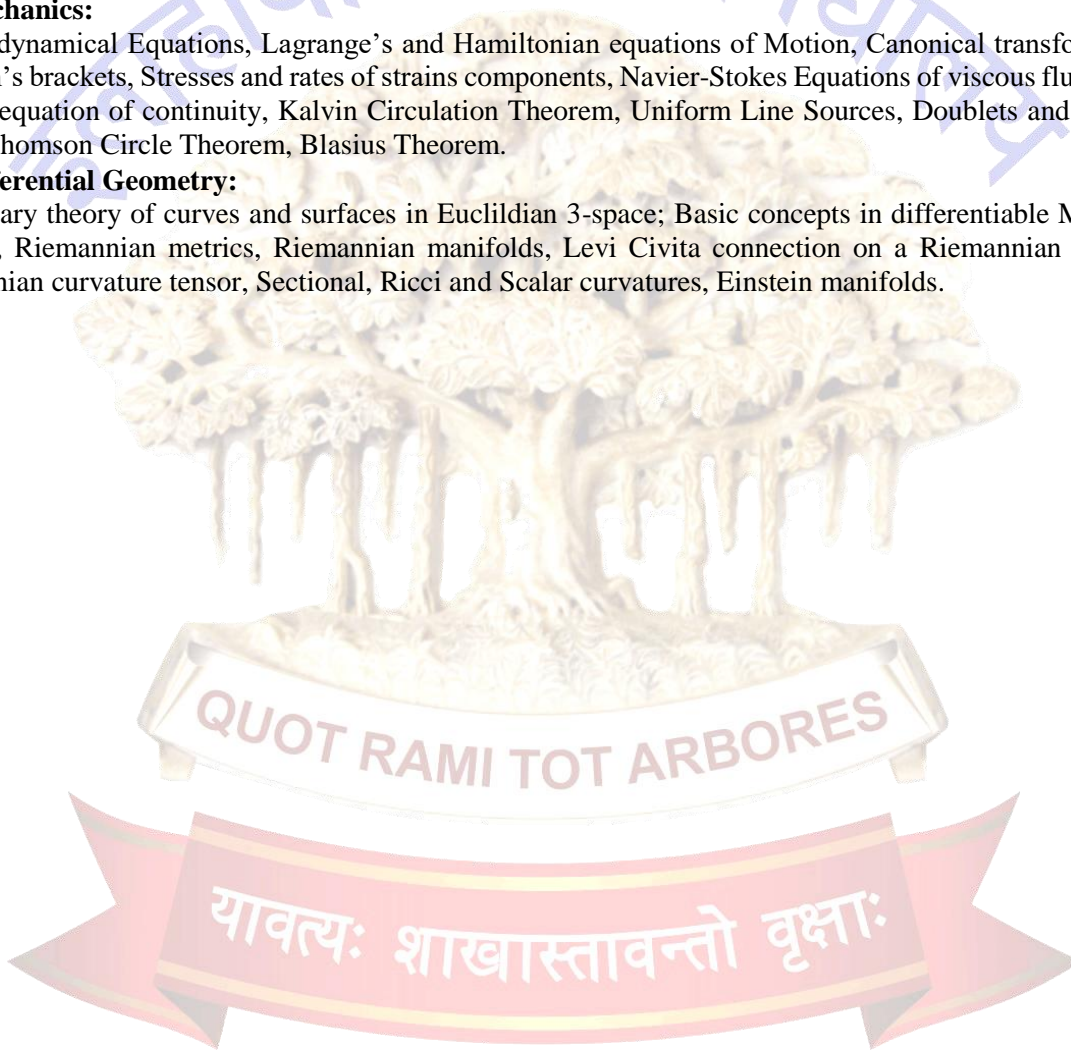 chanics:
dynamical Equations, Lagrange’s and Hamiltonian equations of Motion, Canonical transfo
’s brackets, Stresses and rates of strains components, Navier-Stokes Equations of viscous flu
equation of continuity, Kalvin Circulation Theorem, Uniform Line Sources, Doublets and
homson Circle Theorem, Blasius Theorem.
ferential Geometry:
ary theory of curves and surfaces in Euclildian 3-space; Basic concepts in differentiable M
, Riemannian metrics, Riemannian manifolds, Levi Civita connection on a Riemannian
nian curvature tensor, Sectional, Ricci and Scalar curvatures, Einstein manifolds.
QUOT RAMI TOT ARBORES
यावत्यः शाखास्तावन्तो वृक्षाः